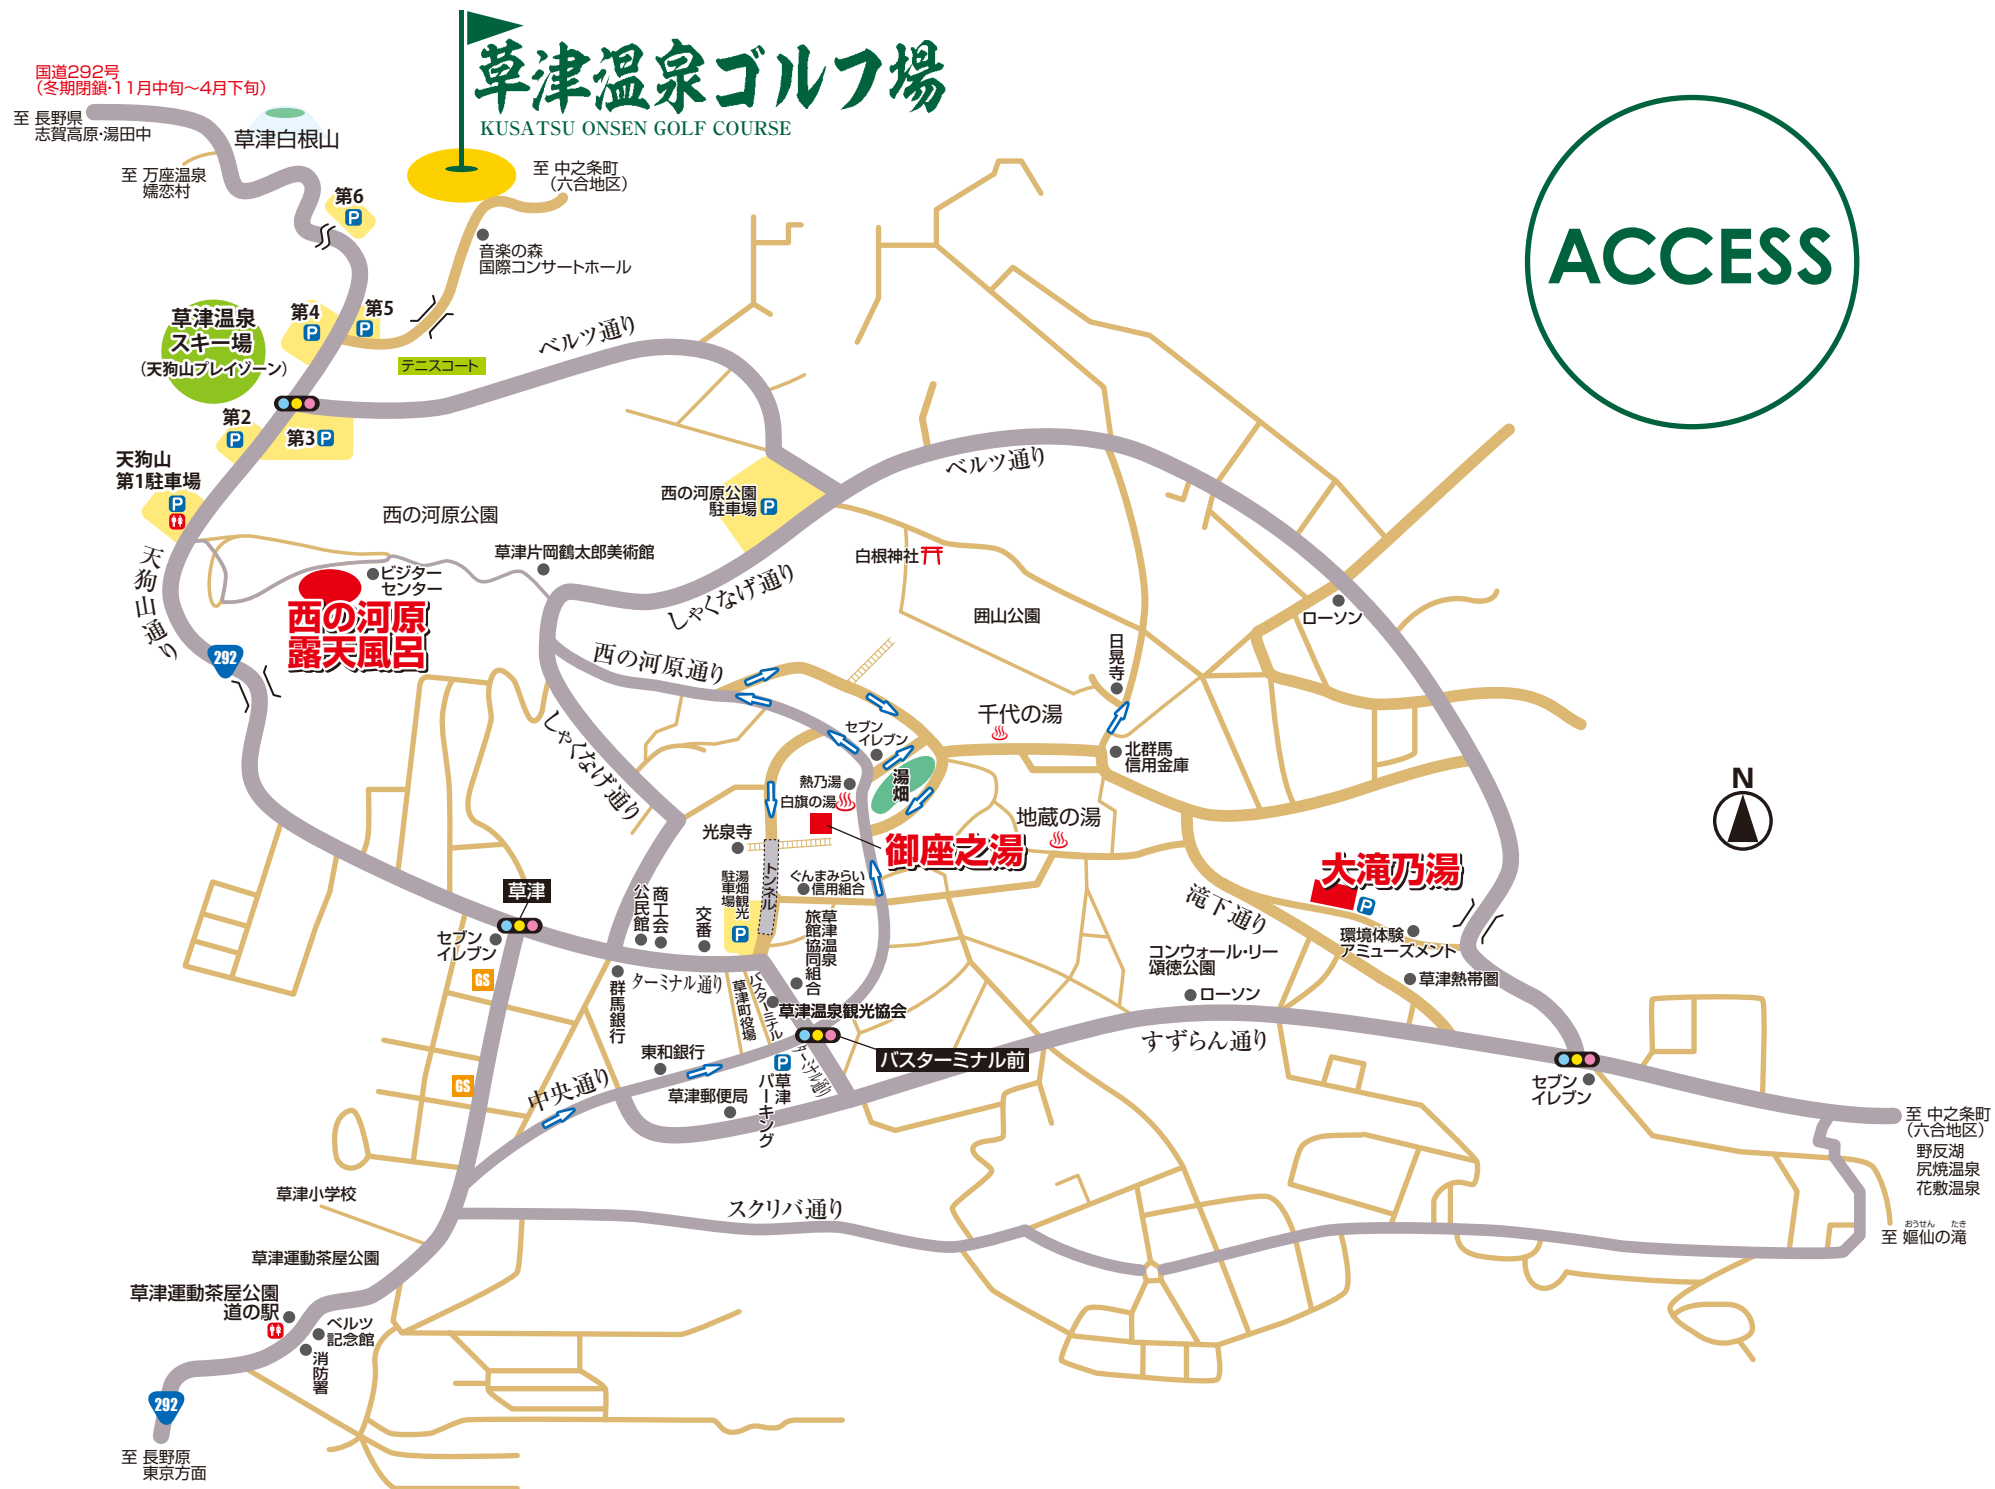 国道292号
（冬期閉鎖・11月中旬～4月下旬）
至 長野県
志賀高原・湯田中
草津白根山
至 万座温泉
嬬恋村
草津温泉ゴルフ場
KUSATSU ONSEN GOLF COURSE
至 中之条町
（六合地区）
ACCESS
第6
P
音楽の森
国際コンサートホール
第4
P
第5
P
草津温泉
スキー場
（天狗山プレイゾーン）
テニスコート
ベルツ通り
第2
P
第3
P
天狗山
第1駐車場
P
西の河原公園
駐車場
P
ベルツ通り
西の河原公園
草津片岡鶴太郎美術館
ビジター
センター
西の河原
露天風呂
天狗山通り
292
しゃくなげ通り
白根神社
囲山公園
日晃寺
ローソン
西の河原通り
しゃくなげ通り
千代の湯
セブン
イレブン
湯畑
熱乃湯
白旗の湯
北群馬
信用金庫
地蔵の湯
N
光泉寺
御座之湯
大滝乃湯
P
トンネル
湯畑観光
駐車場
P
ぐんまみらい
信用組合
滝下通り
草津
セブン
イレブン
GS
公民館
商工会
交番
草津温泉
旅館協同組合
環境体験
アミューズメント
草津熱帯圏
コンウォール・リー
頌徳公園
ローソン
群馬銀行
ターミナル通り
草津町役場
バスターミナル
草津温泉観光協会
バスターミナル前
ターミナル通り
すずらん通り
GS
東和銀行
P
草津
パーキング
草津郵便局
中央通り
セブン
イレブン
至 中之条町
（六合地区）
野反湖
尻焼温泉
花敷温泉
おうせん たき
至 嫗仙の滝
草津小学校
スクリバ通り
草津運動茶屋公園
草津運動茶屋公園
道の駅
ベルツ
記念館
消防署
292
至 長野原
東京方面